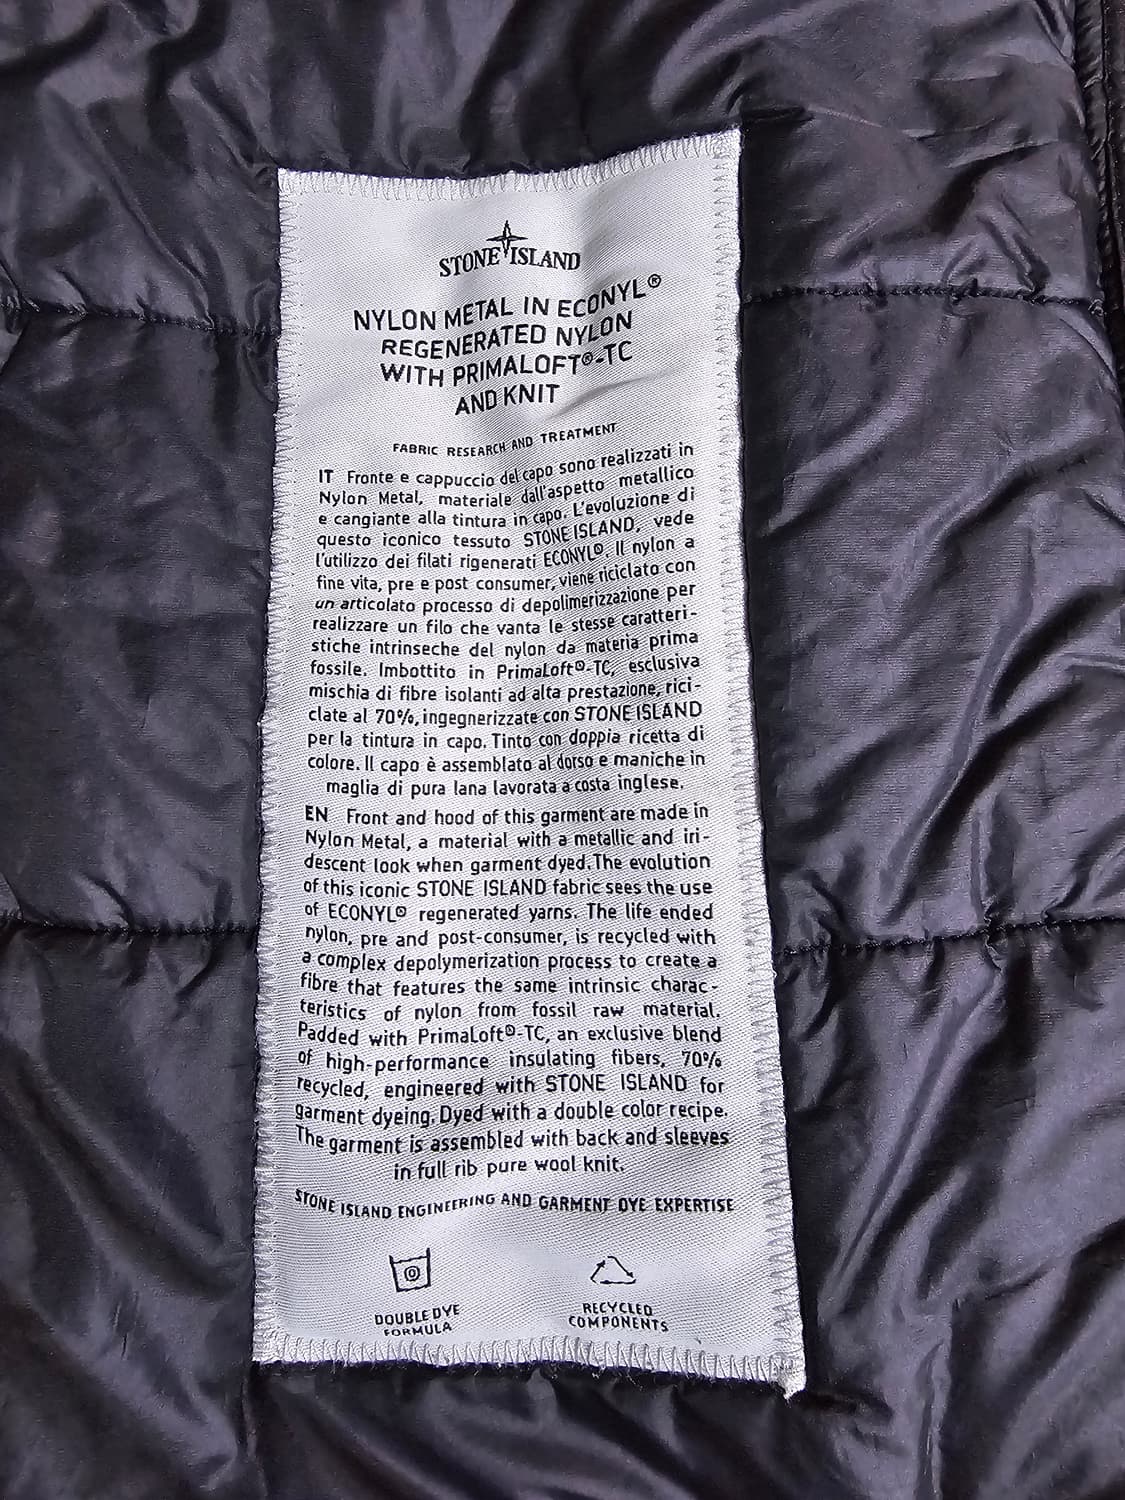 STONE ISLAND
NYLON METAL IN ECONYL®
REGENERATED NYLON
WITH PRIMALOFT®-TC
AND KNIT
FABRIC RESEARCH AND TREATMENT
IT Fronte e cappuccio del capo sono realizzati in
Nylon Metal, materiale dall'aspetto metallico
e cangiante alla tintura in capo. L'evoluzione di
questo iconico tessuto STONE ISLAND, vede
l'utilizzo dei filati rigenerati ECONYL®. Il nylon a
fine vita, pre e post consumer, viene riciclato con
un articolato processo di depolimerizzazione per
realizzare un filo che vanta le stesse caratteri-
stiche intrinseche del nylon da materia prima
fossile. Imbottito in PrimaLoft®-TC, esclusiva
mischia di fibre isolanti ad alta prestazione, rici-
clate al 70%, ingegnerizzate con STONE ISLAND
per la tintura in capo. Tinto con doppia ricetta di
colore. Il capo è assemblato al dorso e maniche in
maglia di pura lana lavorata a costa inglese.
EN Front and hood of this garment are made in
Nylon Metal, a material with a metallic and iri-
descent look when garment dyed. The evolution
of this iconic STONE ISLAND fabric sees the use
of ECONYL® regenerated yarns. The life ended
nylon, pre and post-consumer, is recycled with
a complex depolymerization process to create a
fibre that features the same intrinsic charac-
teristics of nylon from fossil raw material.
Padded with PrimaLoft®-TC, an exclusive blend
of high-performance insulating fibers, 70%
recycled, engineered with STONE ISLAND for
garment dyeing. Dyed with a double color recipe.
The garment is assembled with back and sleeves
in full rib pure wool knit.
STONE ISLAND ENGINEERING AND GARMENT DYE EXPERTISE
DOUBLE DYE
FORMULA
RECYCLED
COMPONENTS